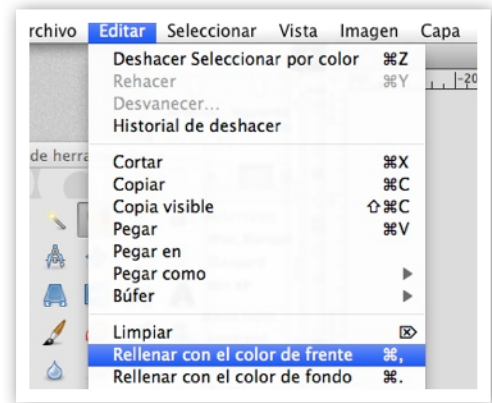 rchivo Editar Seleccionar Vista Imagen Capa
Deshacer Seleccionar por color ⌘Z
Rehacer ⌘Y
Desvanecer...
Historial de deshacer
-20
de herra
Cortar ⌘X
Copiar ⌘C
Copia visible ⇧⌘C
Pegar ⌘V
Pegar en
Pegar como
Búfer
Limpiar ⌦
Rellenar con el color de frente ⌘,
Rellenar con el color de fondo ⌘.